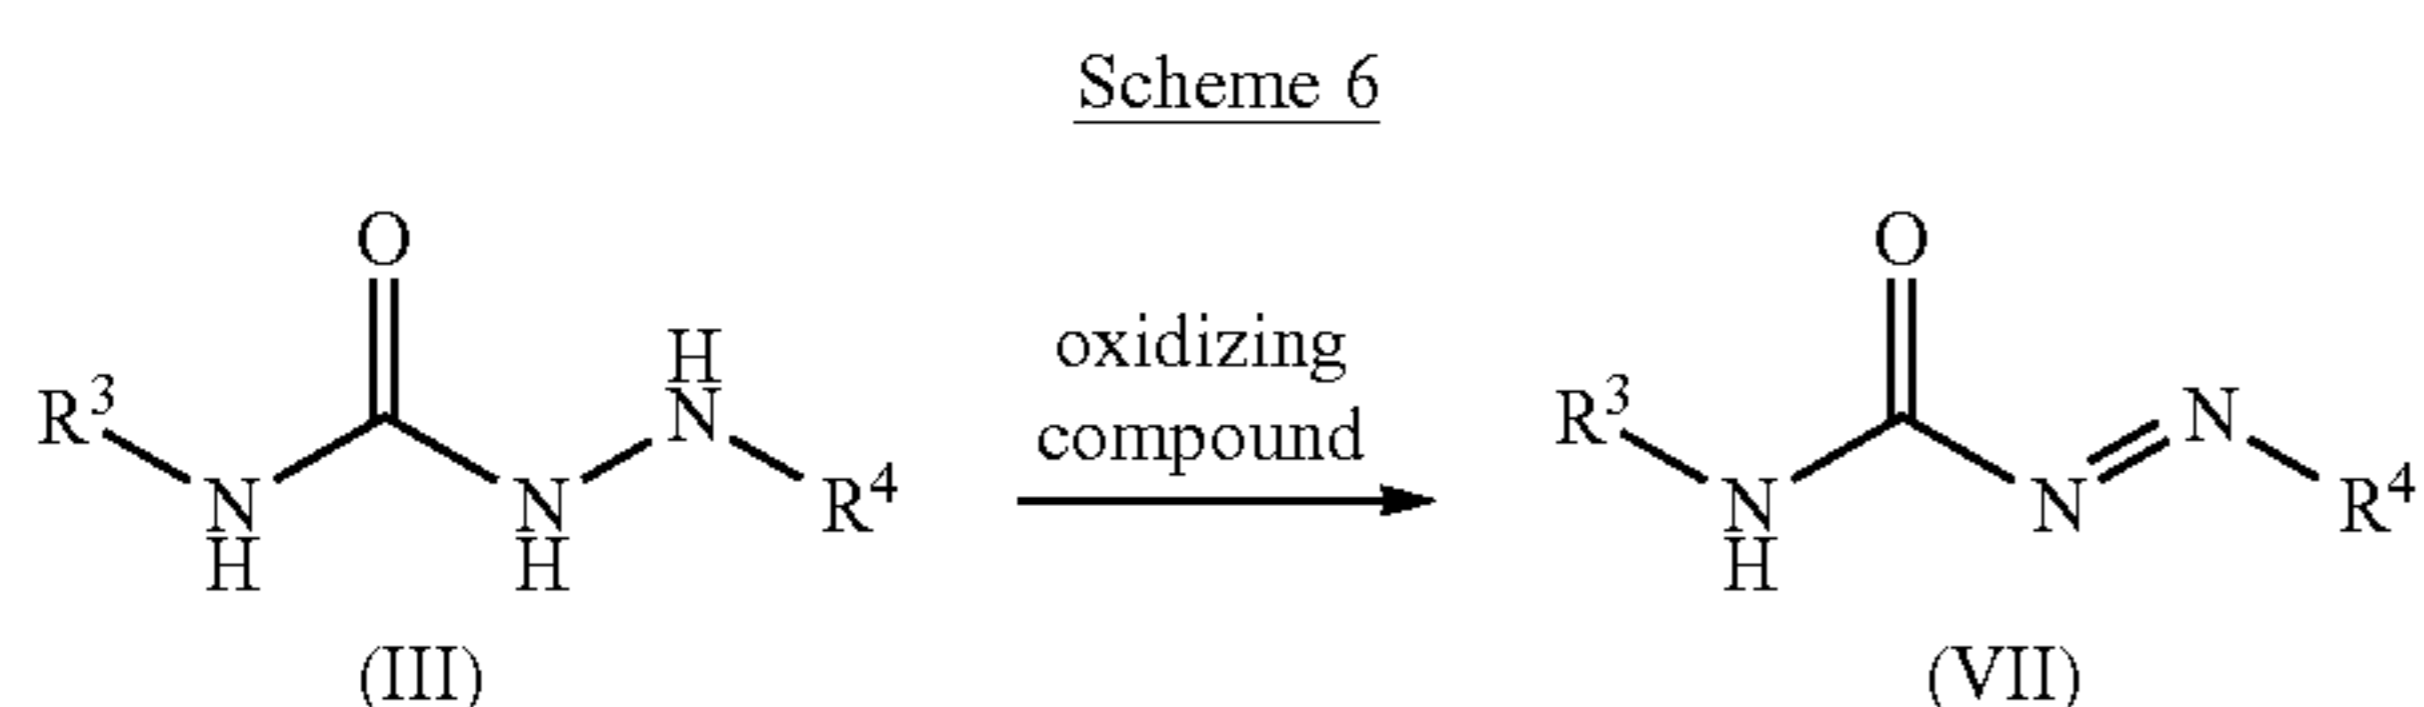 Scheme 6
O
O
H
N
R³
N
H
N
H
R⁴
oxidizing
compound
R³
N
H
N
N
R⁴
(III)
(VII)